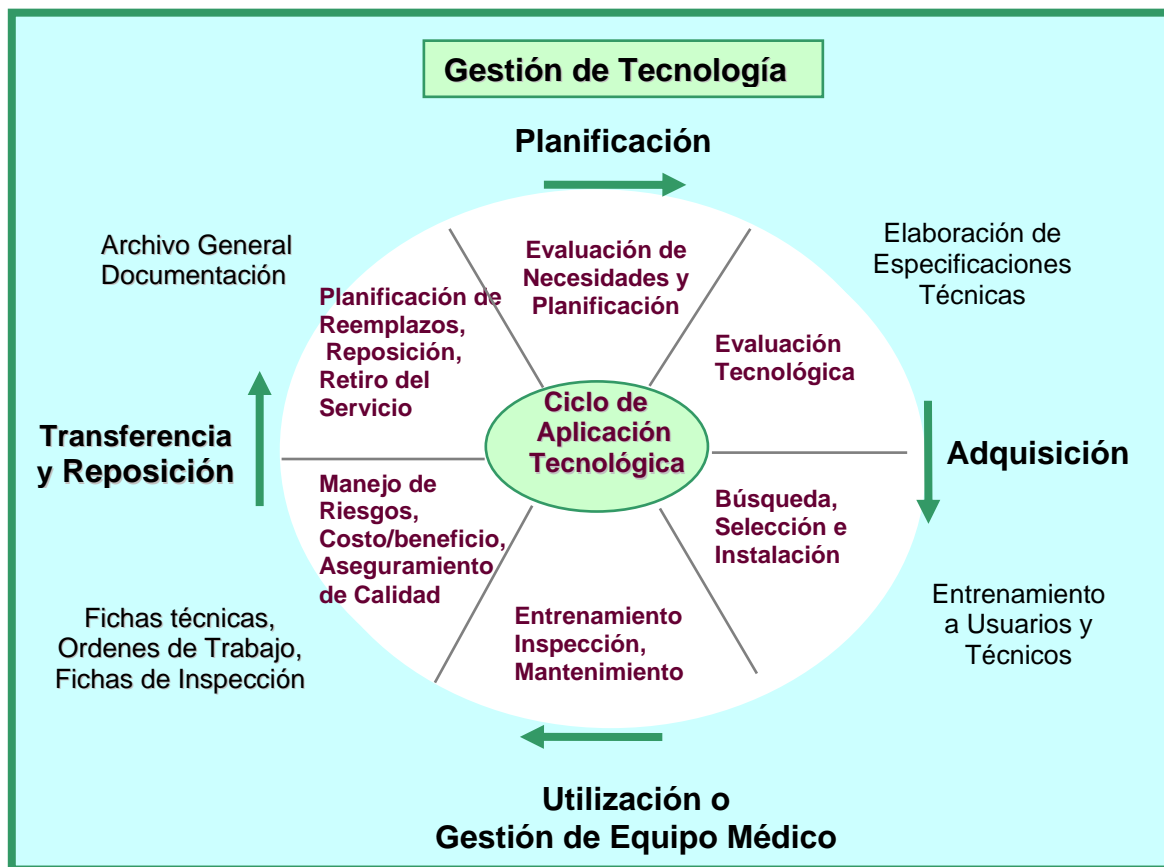 Gestión de Tecnología
Planificación
Archivo General
Documentación
Elaboración de
Especificaciones
Técnicas
Evaluación de
Necesidades y
Planificación
Planificación de
Reemplazos,
Reposición,
Retiro del
Servicio
Evaluación
Tecnológica
Ciclo de
Aplicación
Tecnológica
Transferencia
y Reposición
Adquisición
Manejo de
Riesgos,
Costo/beneficio,
Aseguramiento
de Calidad
Búsqueda,
Selección e
Instalación
Entrenamiento
Inspección,
Mantenimiento
Fichas técnicas,
Ordenes de Trabajo,
Fichas de Inspección
Entrenamiento
a Usuarios y
Técnicos
Utilización o
Gestión de Equipo Médico